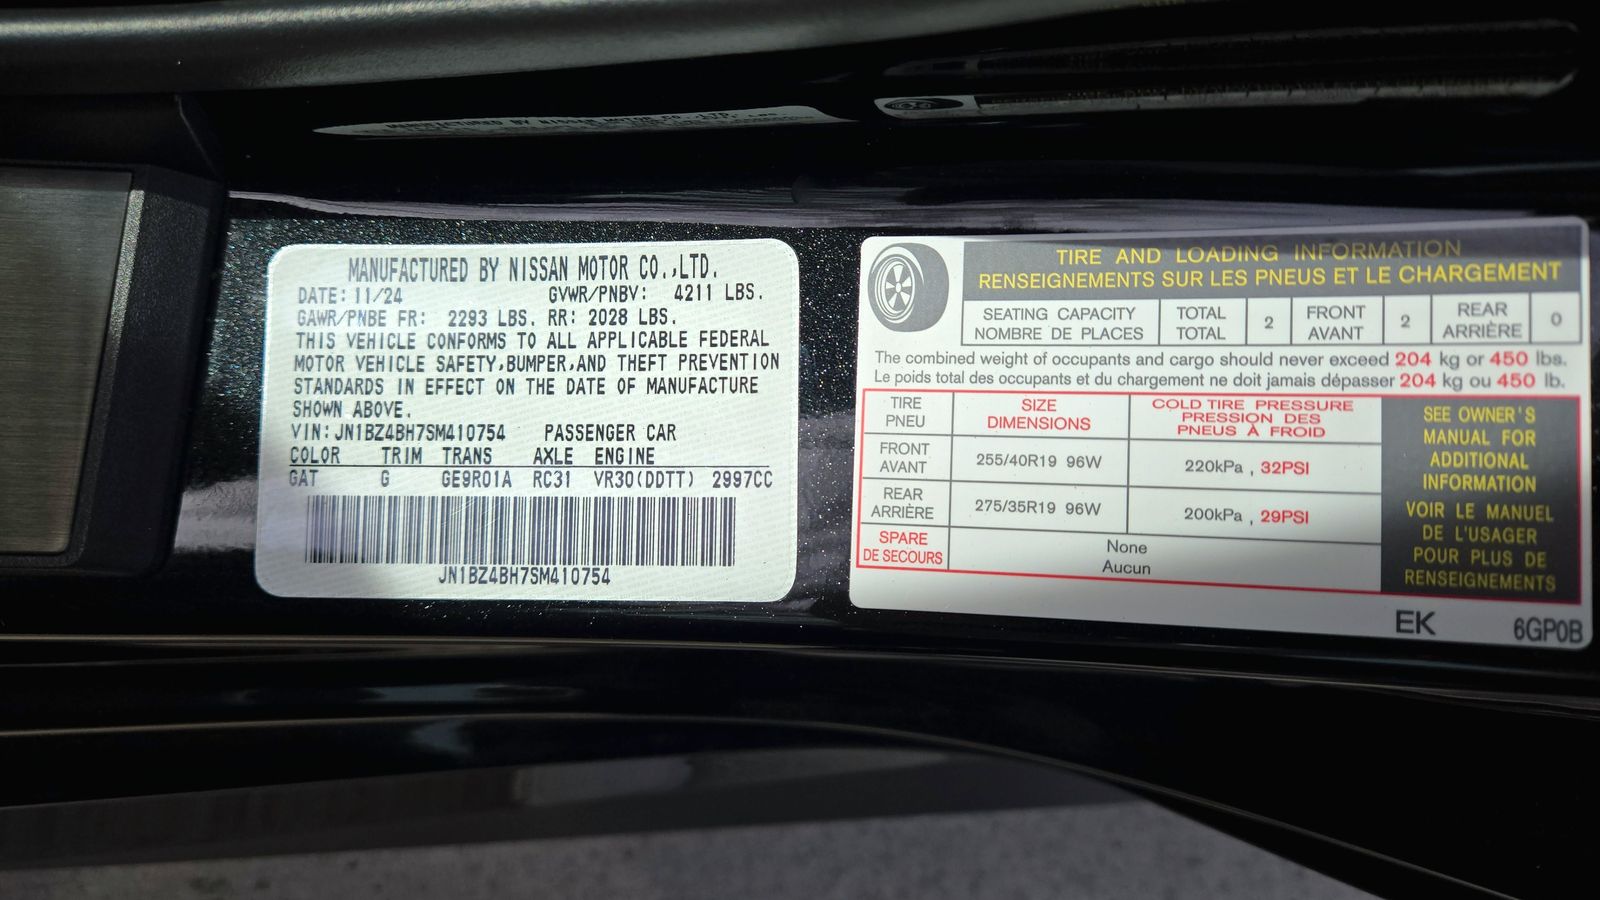 MANUFACTURED BY NISSAN MOTOR CO.,LTD.
DATE: 11/24 GVWR/PNBV: 4211 LBS.
GAWR/PNBE FR: 2293 LBS. RR: 2028 LBS.
THIS VEHICLE CONFORMS TO ALL APPLICABLE FEDERAL
MOTOR VEHICLE SAFETY,BUMPER,AND THEFT PREVENTION
STANDARDS IN EFFECT ON THE DATE OF MANUFACTURE
SHOWN ABOVE.
VIN:JN1BZ4BH7SM410754 PASSENGER CAR
COLOR TRIM TRANS AXLE ENGINE
GAT G GE9R01A RC31 VR30(DDTT) 2997CC
JN1BZ4BH7SM410754
TIRE AND LOADING INFORMATION
RENSEIGNEMENTS SUR LES PNEUS ET LE CHARGEMENT
SEATING CAPACITY TOTAL 2 FRONT 2 REAR 0
NOMBRE DE PLACES TOTAL AVANT ARRIÈRE
The combined weight of occupants and cargo should never exceed 204 kg or 450 lbs.
Le poids total des occupants et du chargement ne doit jamais dépasser 204 kg ou 450 lb.
TIRE SIZE COLD TIRE PRESSURE
PNEU DIMENSIONS PRESSION DES
PNEUS À FROID
FRONT
AVANT 255/40R19 96W 220kPa , 32PSI
REAR
ARRIÈRE 275/35R19 96W 200kPa , 29PSI
SPARE None
DE SECOURS Aucun
SEE OWNER'S
MANUAL FOR
ADDITIONAL
INFORMATION
VOIR LE MANUEL
DE L'USAGER
POUR PLUS DE
RENSEIGNEMENTS
EK 6GP0B
MANUFACTURED BY NISSAN MOTOR CO.,LTD.